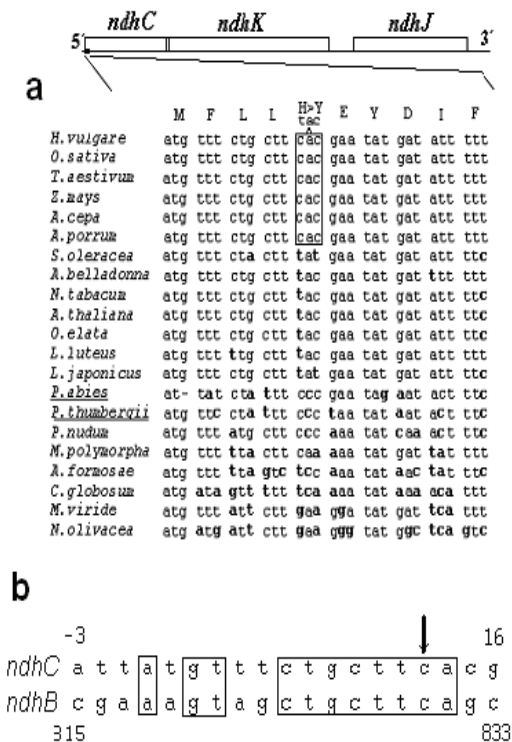 ndhC ndhK ndhJ
5´ 3´
a
H>Y
M F L L tac E Y D I F
H.vulgare atg ttt ctg ctt cac gaa tat gat att ttt
O.sativa atg ttt ctg ctt cac gaa tat gat att ttt
T.aestivum atg ttt ctg ctt cac gaa tat gat att ttt
Z.mays atg ttt ctg ctt cac gaa tat gat att ttt
A.cepa atg ttt ctg ctt cac gaa tat gat att ttt
A.porrum atg ttt ctg ctt cac gaa tat gat att ttt
S.oleracea atg ttt cta ctt tat gaa tat gat att ttc
A.belladonna atg ttt ctg ctt tac gaa tat gat ttt ttt
N.tabacum atg ttt ctg ctt tac gaa tat gat att ttc
A.thaliana atg ttt ctg ctt tac gaa tat gat att ttc
O.elata atg ttt ctg ctt tac gaa tat gat att ttc
L.luteus atg ttt ttg ctt tac gaa tat gat att ttt
L.japonicus atg ttt ctg ctt tat gaa tat gat att ttc
P.abies at- tat cta ttt ccc gaa tag aat act ttc
P.thumbergii atg ttc cta ttt ccc taa tat aat act ttc
P.nudum atg ttt atg ctt ccc aaa tat caa act ttc
M.polymorpha atg ttt tta ctt caa aaa tat gat tat ttt
A.formosae atg ttt tta gtc tcc aaa tat aac tat ttc
C.globosum atg ata gtt ttt tca aaa tat aaa aca ttt
M.viride atg ttt att ctt gaa gga tat gat tca ttt
N.olivacea atg atg att ctt gaa ggg tat ggc tca gtc
b
-3 16
ndhC a t t a t g t t t c t g c t t c a c g
ndhB c g a a a g t a g c t g c t t c a g c
315 833